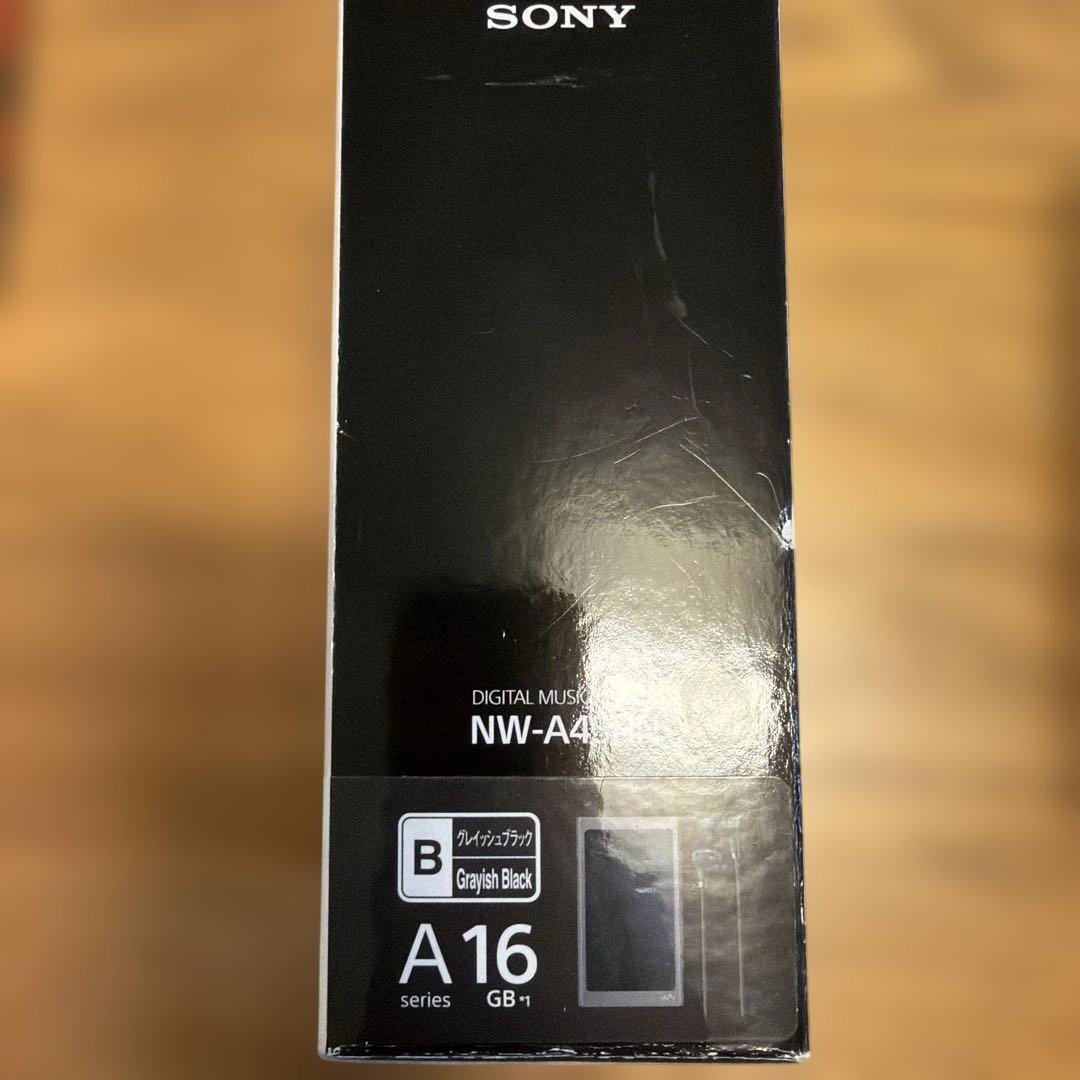 SONY
DIGITAL MUSIC
B
グレイッシュブラック
Grayish Black
A 16
series GB *1